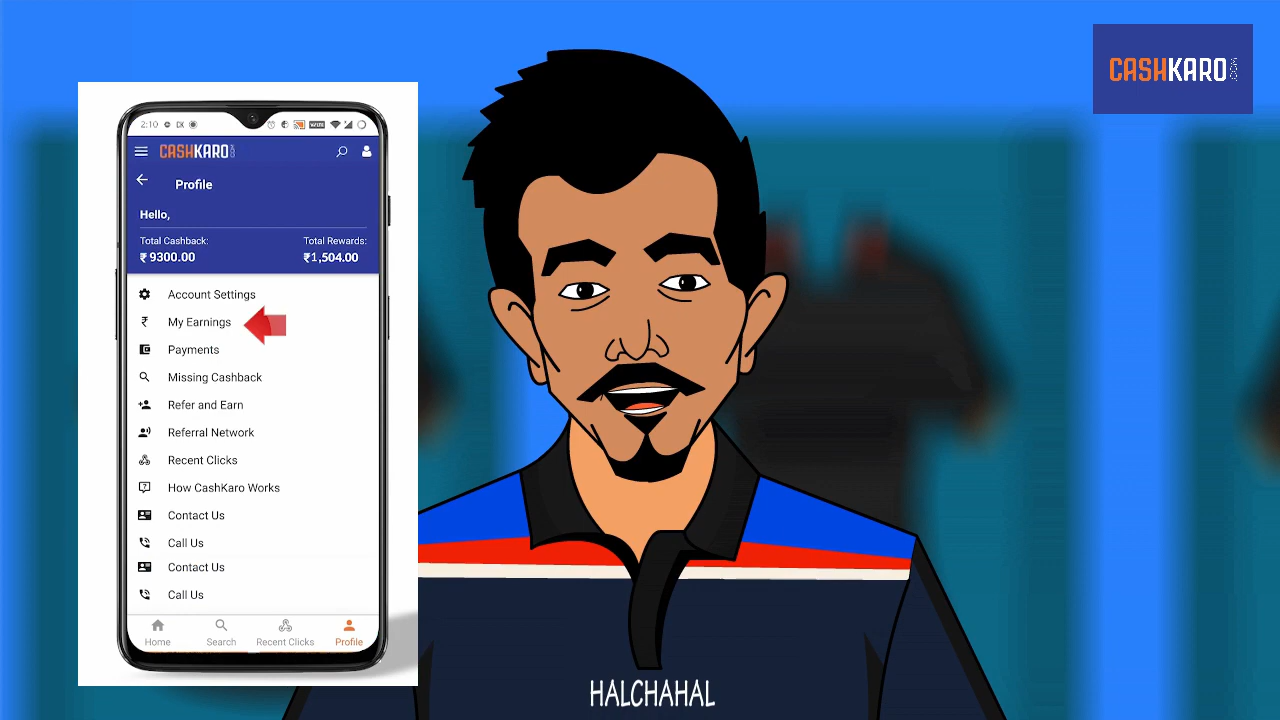 CASHKARO
2:10
CASHKARO
Profile
Hello,
Total Cashback:
Total Rewards:
₹ 9300.00
₹1,504.00
Account Settings
₹ My Earnings
Payments
Missing Cashback
Refer and Earn
Referral Network
Recent Clicks
How CashKaro Works
Contact Us
Call Us
Contact Us
Call Us
Home
Search
Recent Clicks
Profile
HALCHAHAL